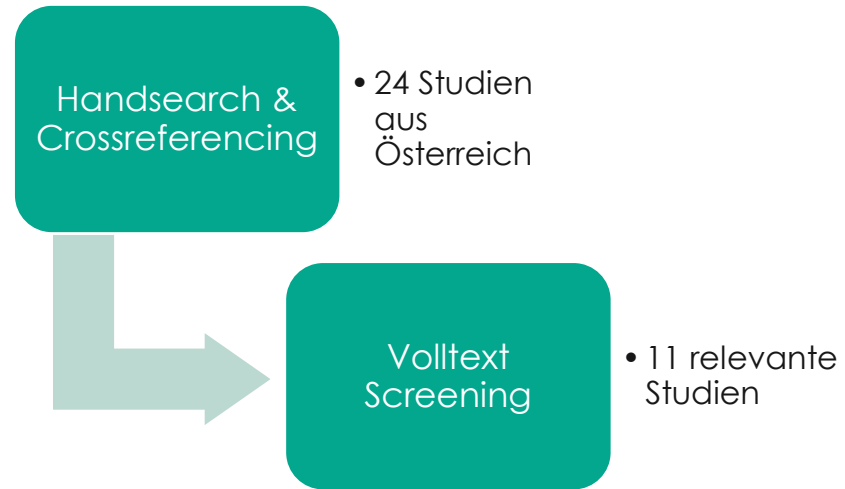 Handsearch &
Crossreferencing
• 24 Studien
aus
Österreich
Volltext
Screening
• 11 relevante
Studien